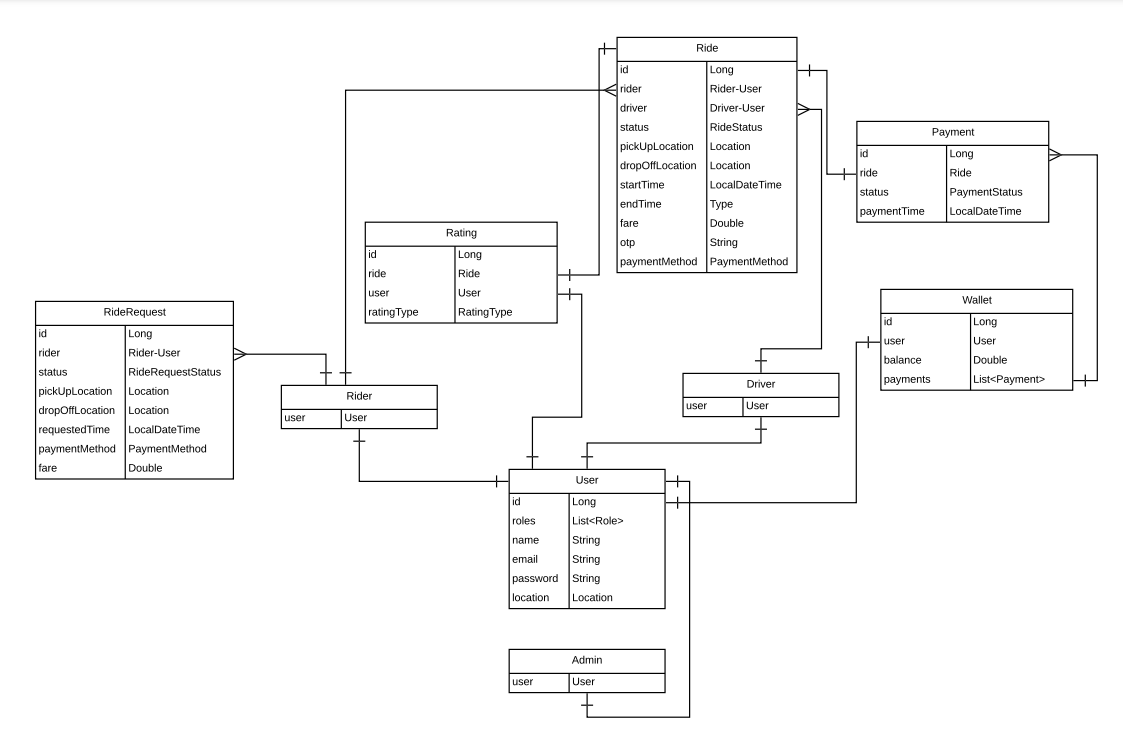 Ride
id Long
rider Rider-User
driver Driver-User
status RideStatus
pickUpLocation Location
dropOffLocation Location
startTime LocalDateTime
endTime Type
fare Double
otp String
paymentMethod PaymentMethod
Payment
id Long
ride Ride
status PaymentStatus
paymentTime LocalDateTime
Rating
id Long
ride Ride
user User
ratingType RatingType
Wallet
id Long
user User
balance Double
payments List<Payment>
RideRequest
id Long
rider Rider-User
status RideRequestStatus
pickUpLocation Location
dropOffLocation Location
requestedTime LocalDateTime
paymentMethod PaymentMethod
fare Double
Rider
user User
Driver
user User
User
id Long
roles List<Role>
name String
email String
password String
location Location
Admin
user User